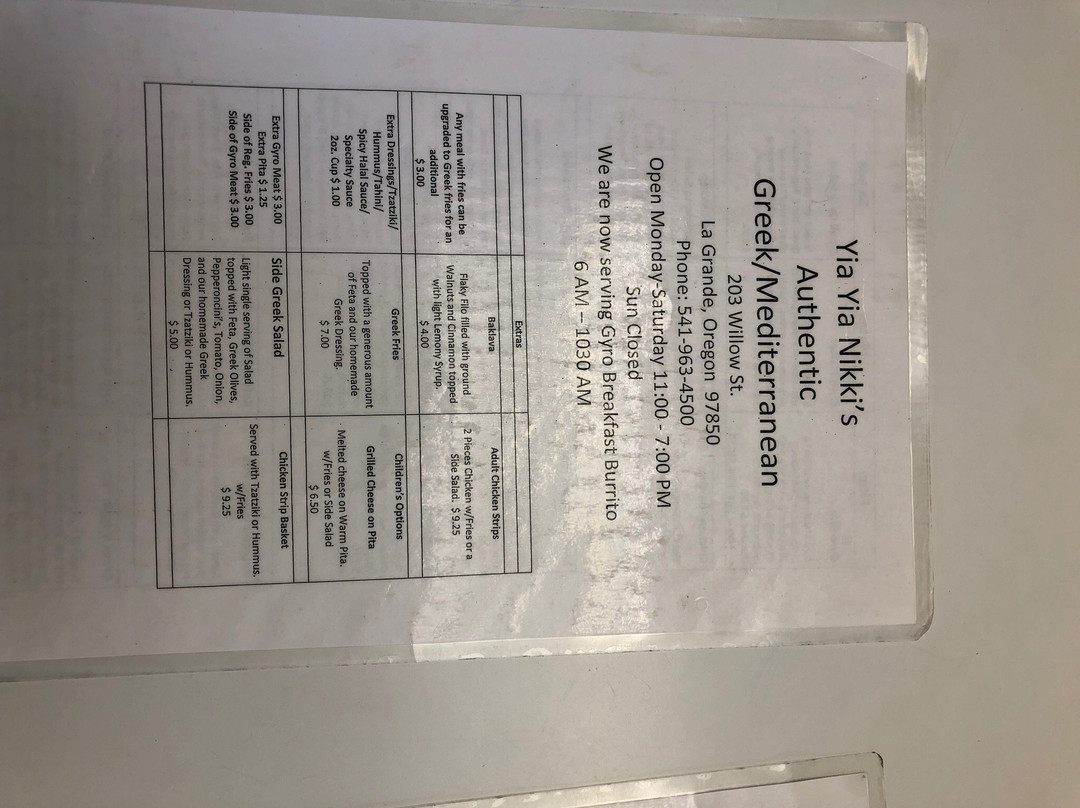 Yia Yia Nikki's
Authentic
Greek/Mediterranean
203 Willow St.
La Grande, Oregon 97850
Phone: 541-963-4500
Open Monday-Saturday 11:00 - 7:00 PM
Sun Closed
We are now serving Gyro Breakfast Burrito
6 AM – 1030 AM
Extras
Any meal with fries can be
upgraded to Greek fries for an
additional
$ 3.00
Baklava
Flaky Filo filled with ground
Walnuts and Cinnamon topped
with light Lemony Syrup.
$ 4.00
Adult Chicken Strips
2 Pieces Chicken w/Fries or a
Side Salad. $ 9.25
Extra Dressings/Tzatziki/
Hummus/Tahini/
Spicy Halal Sauce/
Specialty Sauce
2oz. Cup $ 1.00
Greek Fries
Topped with a generous amount
of Feta and our homemade
Greek Dressing.
$ 7.00
Children's Options
Grilled Cheese on Pita
Melted cheese on Warm Pita.
w/Fries or Side Salad
$ 6.50
Extra Gyro Meat $ 3.00
Extra Pita $ 1.25
Side of Reg. Fries $ 3.00
Side of Gyro Meat $ 3.00
Side Greek Salad
Light single serving of Salad
topped with Feta, Greek Olives,
Pepperoncini's, Tomato, Onion,
and our homemade Greek
Dressing or Tzatziki or Hummus.
$ 5.00
Chicken Strip Basket
Served with Tzatziki or Hummus.
w/Fries
$ 9.25